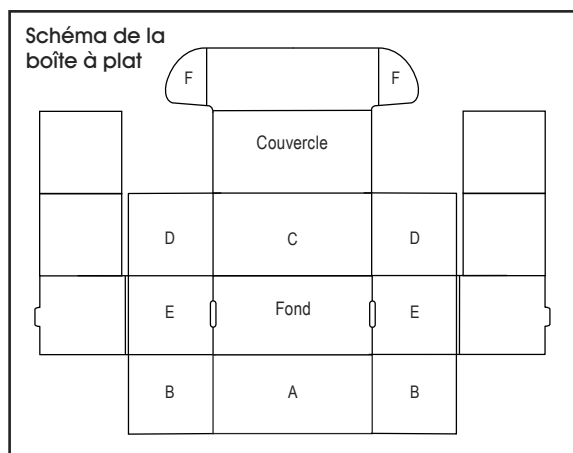 Schéma de la
boîte à plat
F F
Couvercle
D C D
E Fond E
B A B